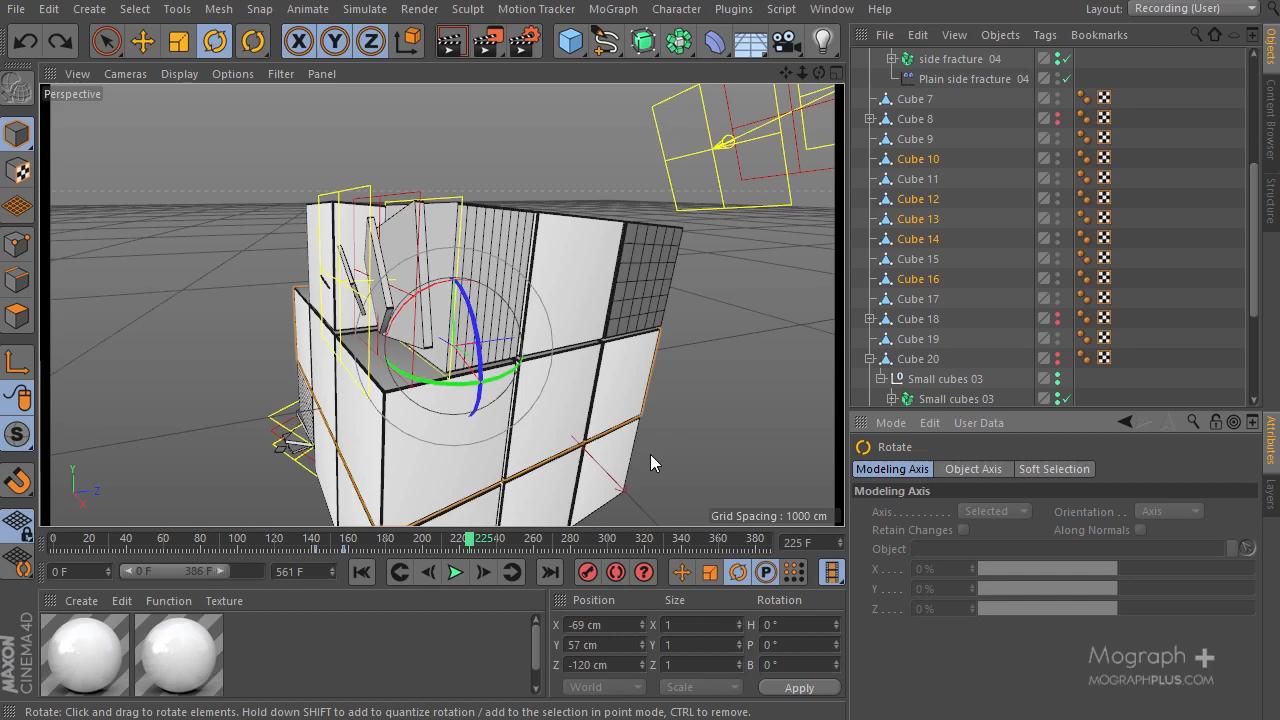 File Edit Create Select Tools Mesh Snap Animate Simulate Render Sculpt Motion Tracker MoGraph Character Plugins Script Window Help
Layout: Recording (User)
X Y Z
View Cameras Display Options Filter Panel
File Edit View Objects Tags Bookmarks
Perspective
side fracture 04
Plain side fracture 04
Cube 7
Cube 8
Cube 9
Cube 10
Cube 11
Cube 12
Cube 13
Cube 14
Cube 15
Cube 16
Cube 17
Cube 18
Cube 19
Cube 20
Small cubes 03
Small cubes 03
Objects
Content Browser
Structure
Y
Z
X
Grid Spacing : 1000 cm
0 20 40 60 80 100 120 140 160 180 200 225 40 260 280 300 320 340 360 380
225 F
0 F
0 F 386 F
561 F
Mode Edit User Data
Rotate
Modeling Axis Object Axis Soft Selection
Modeling Axis
Axis Selected Orientation Axis
Retain Changes Along Normals
Object
X 0 %
Y 0 %
Z 0 %
Attributes
Layers
Create Edit Function Texture
Position Size Rotation
X -69 cm X 1 H 0 °
Y 57 cm Y 1 P 0 °
Z -120 cm Z 1 B 0 °
World Scale Apply
MAXON
CINEMA 4D
Mograph +
MOGRAPHPLUS.COM
Rotate: Click and drag to rotate elements. Hold down SHIFT to add to quantize rotation / add to the selection in point mode, CTRL to remove.